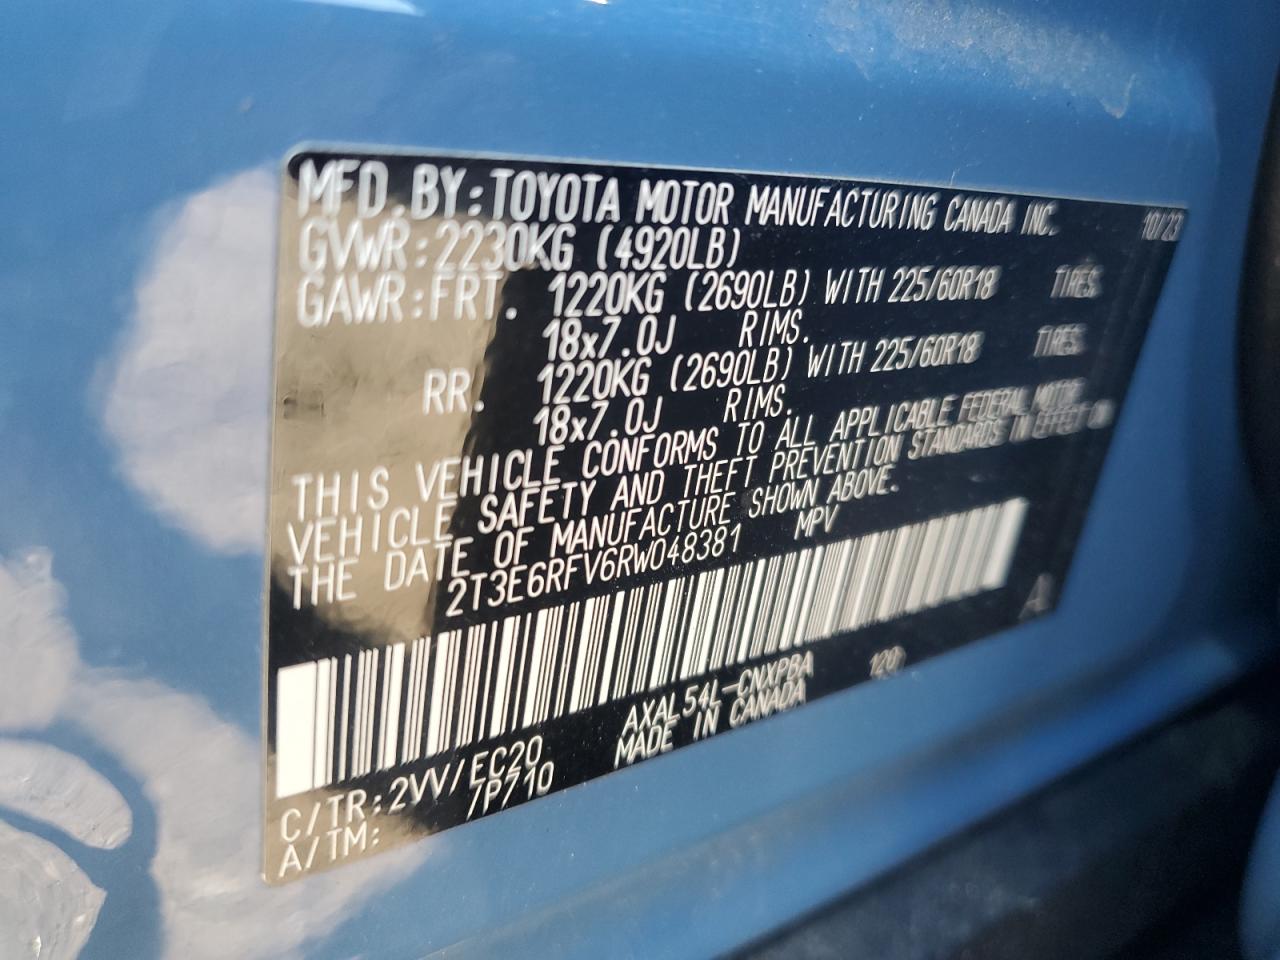 MFD. BY: TOYOTA MOTOR MANUFACTURING CANADA INC. 10/23
GVWR: 2230KG (4920LB)
GAWR: FRT. 1220KG (2690LB) WITH 225/60R18 TIRES,
18x7.0J RIMS.
RR. 1220KG (2690LB) WITH 225/60R18 TIRES,
18x7.0J RIMS.
THIS VEHICLE CONFORMS TO ALL APPLICABLE FEDERAL MOTOR
VEHICLE SAFETY AND THEFT PREVENTION STANDARDS IN EFFECT ON
THE DATE OF MANUFACTURE SHOWN ABOVE.
2T3E6RFV6RW048381 MPV
A
C/TR: 2VV/EC20 AXAL54L-CNXPBA 120
A/TM: /P710 MADE IN CANADA